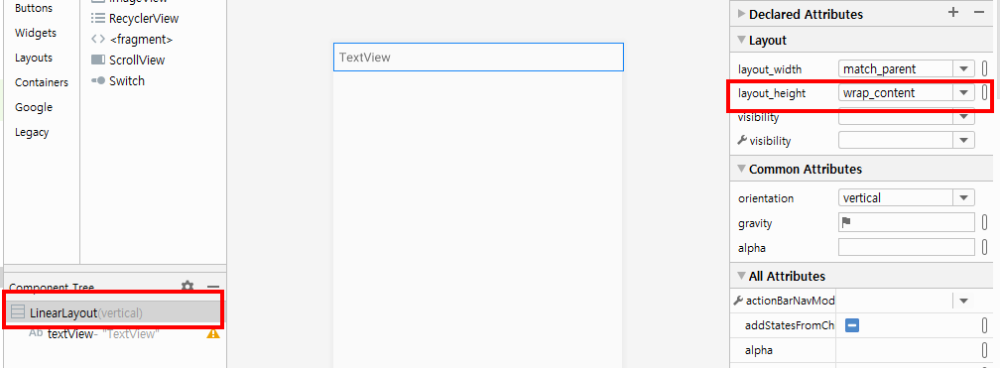 Buttons
Widgets
Layouts
Containers
Google
Legacy
ImageView
RecyclerView
<fragment>
ScrollView
Switch
Component Tree
LinearLayout(vertical)
Ab textView- "TextView"
TextView
Declared Attributes
Layout
layout_width match_parent
layout_height wrap_content
visibility
visibility
Common Attributes
orientation vertical
gravity
alpha
All Attributes
actionBarNavMod
addStatesFromCh
alpha